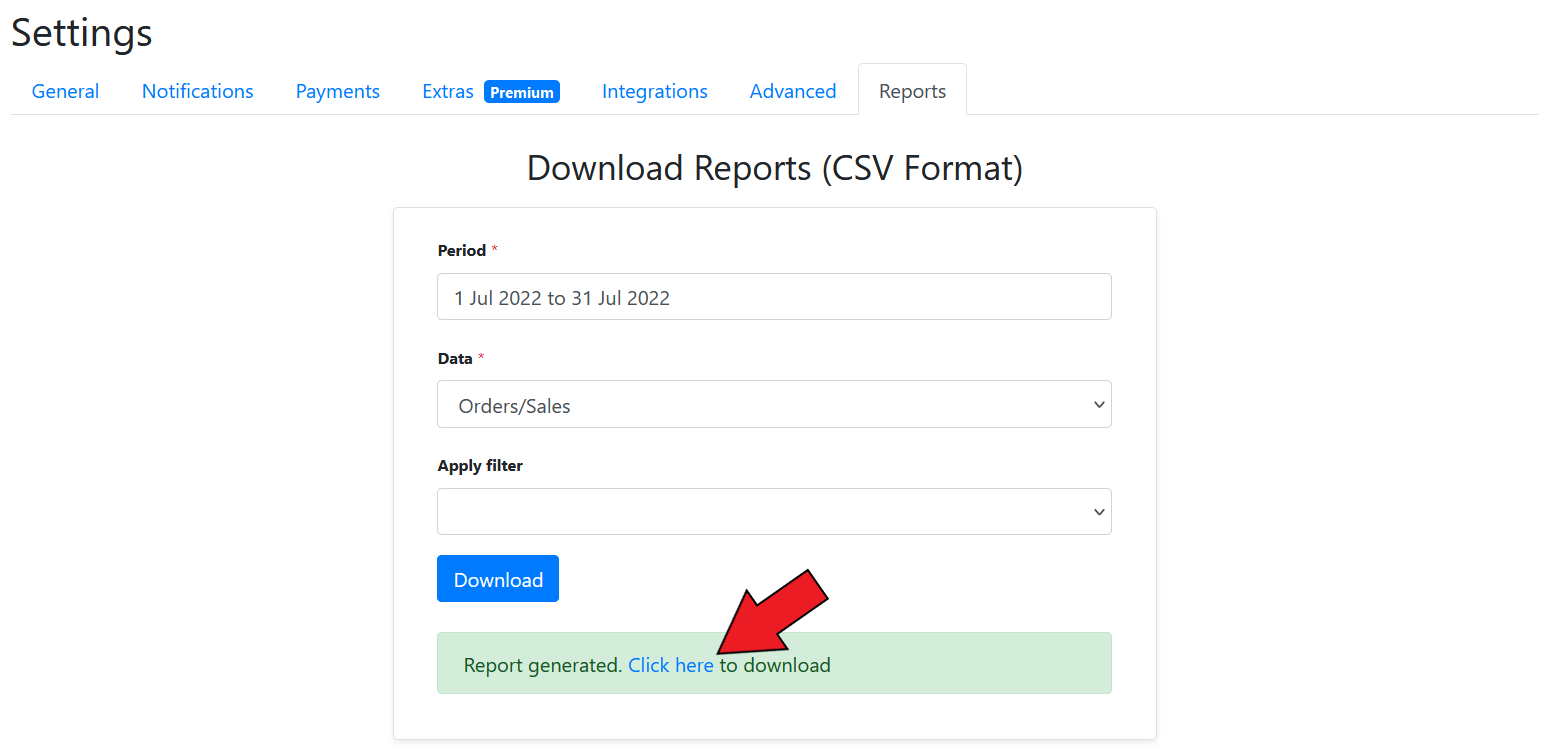 Settings
General Notifications Payments Extras Premium Integrations Advanced Reports
Download Reports (CSV Format)
Period *
1 Jul 2022 to 31 Jul 2022
Data *
Orders/Sales
Apply filter
Download
Report generated. Click here to download